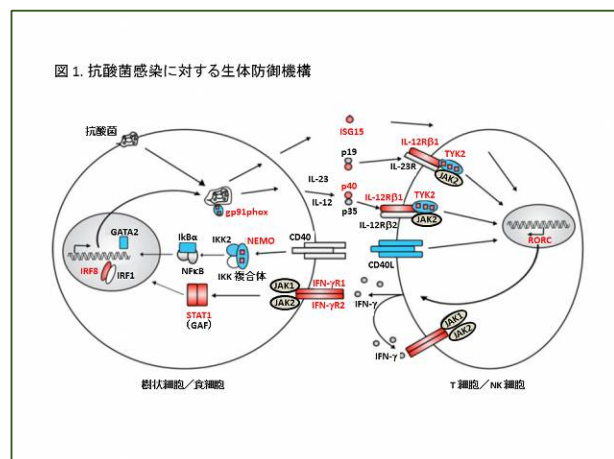 図 1. 抗酸菌感染に対する生体防御機構
抗酸菌
ISG15
p19
IL-12Rβ1
TYK2
IL-23R
JAK2
IL-23
IL-12
p40
p35
IL-12Rβ1
TYK2
IL-12Rβ2
JAK2
gp91phox
GATA2
IRF8
IRF1
IkBα
NFκB
IKK2
NEMO
IKK 複合体
CD40
CD40L
RORC
JAK1
JAK2
IFN-γR1
IFN-γR2
IFN-γ
STAT1
(GAF)
IFN-γ
JAK1
JAK2
樹状細胞／食細胞
T 細胞／NK 細胞